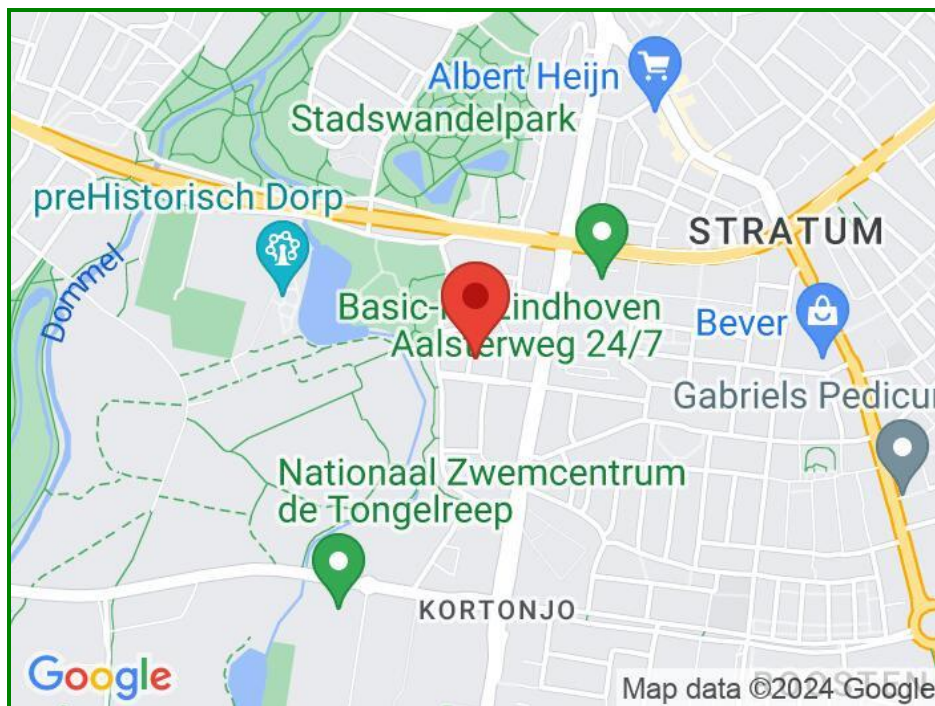 Albert Heijn
Stadswandelpark
preHistorisch Dorp
STRATUM
Dommel
Basic- Eindhoven
Aalsterweg 24/7
Bever
Gabriels Pedicur
Nationaal Zwemcentrum
de Tongelreep
KORTONJO
Google
Map data ©2024 Google